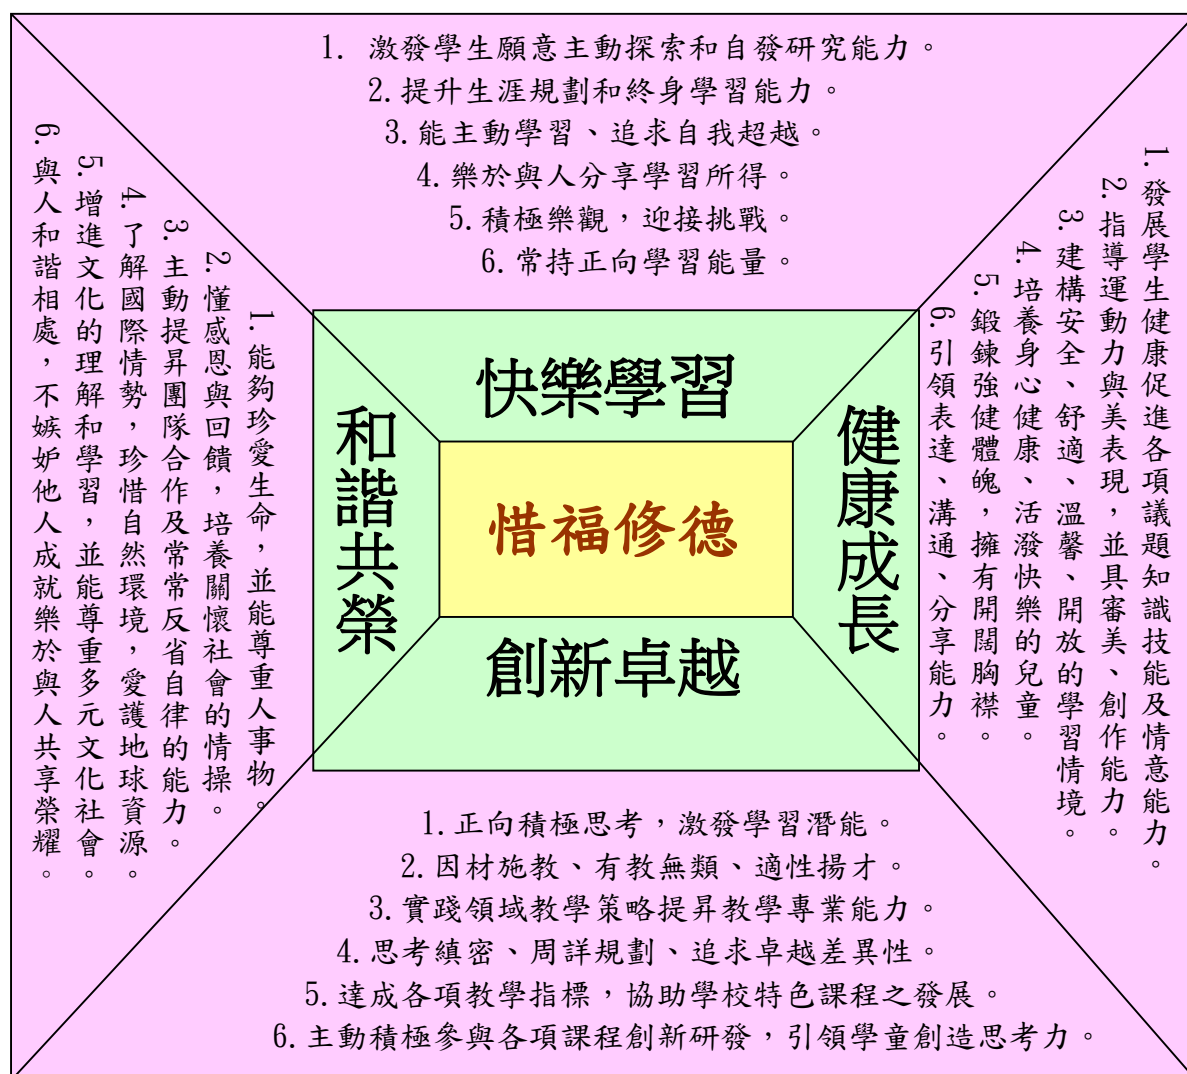 1. 激發學生願意主動探索和自發研究能力。
2.提升生涯規劃和終身學習能力。
3.能主動學習、追求自我超越。
4.樂於與人分享學習所得。
5.積極樂觀，迎接挑戰。
6.常持正向學習能量。
快樂學習
1.發展學生健康促進各項議題知識技能及情意能力。
2.指導運動力與美表現，並具審美、創作能力。
3.建構安全、舒適、溫馨、開放的學習情境。
4.培養身心健康、活潑快樂的兒童。
5.鍛鍊強健體魄，擁有開闊胸襟。
6.引領表達、溝通、分享能力。
健康成長
惜福修德
和諧共榮
1.能夠珍愛生命，並能尊重人事物。
2.懂感恩與回饋，培養關懷社會的情操。
3.主動提昇團隊合作及常常反省自律的能力。
4.了解國際情勢，珍惜自然環境，愛護地球資源。
5.增進文化的理解和學習，並能尊重多元文化社會。
6.與人和諧相處，不嫉妒他人成就樂於與人共享榮耀。
創新卓越
1.正向積極思考，激發學習潛能。
2.因材施教、有教無類、適性揚才。
3.實踐領域教學策略提昇教學專業能力。
4.思考縝密、周詳規劃、追求卓越差異性。
5.達成各項教學指標，協助學校特色課程之發展。
6.主動積極參與各項課程創新研發，引領學童創造思考力。